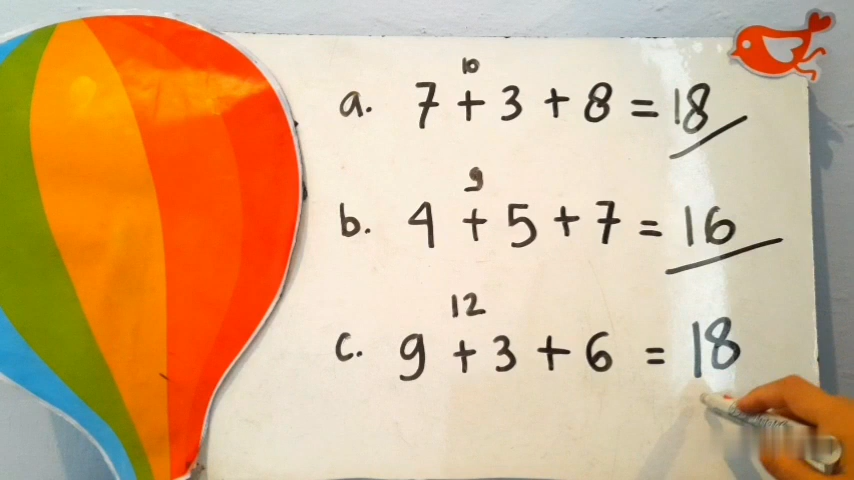 10
a. 7 + 3 + 8 = 18
9
b. 4 + 5 + 7 = 16
12
c. 9 + 3 + 6 = 18